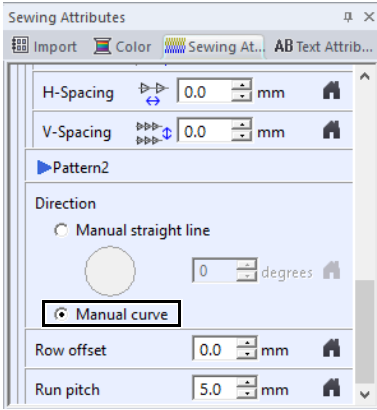 Sewing Attributes
Import Color Sewing At... AB Text Attrib...
H-Spacing 0.0 mm
V-Spacing 0.0 mm
Pattern2
Direction
Manual straight line
0 degrees
Manual curve
Row offset 0.0 mm
Run pitch 5.0 mm